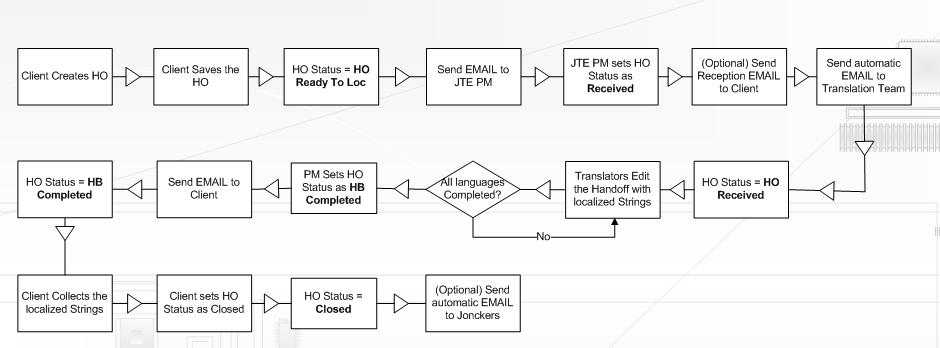 Client Creates HO
Client Saves the
HO
HO Status = HO
Ready To Loc
Send EMAIL to
JTE PM
JTE PM sets HO
Status as
Received
(Optional) Send
Reception EMAIL
to Client
Send automatic
EMAIL to
Translation Team
HO Status = HO
Received
Translators Edit
the Handoff with
localized Strings
All languages
Completed?
No
PM Sets HO
Status as HB
Completed
Send EMAIL to
Client
HO Status = HB
Completed
Client Collects the
localized Strings
Client sets HO
Status as Closed
HO Status =
Closed
(Optional) Send
automatic EMAIL
to Jonckers